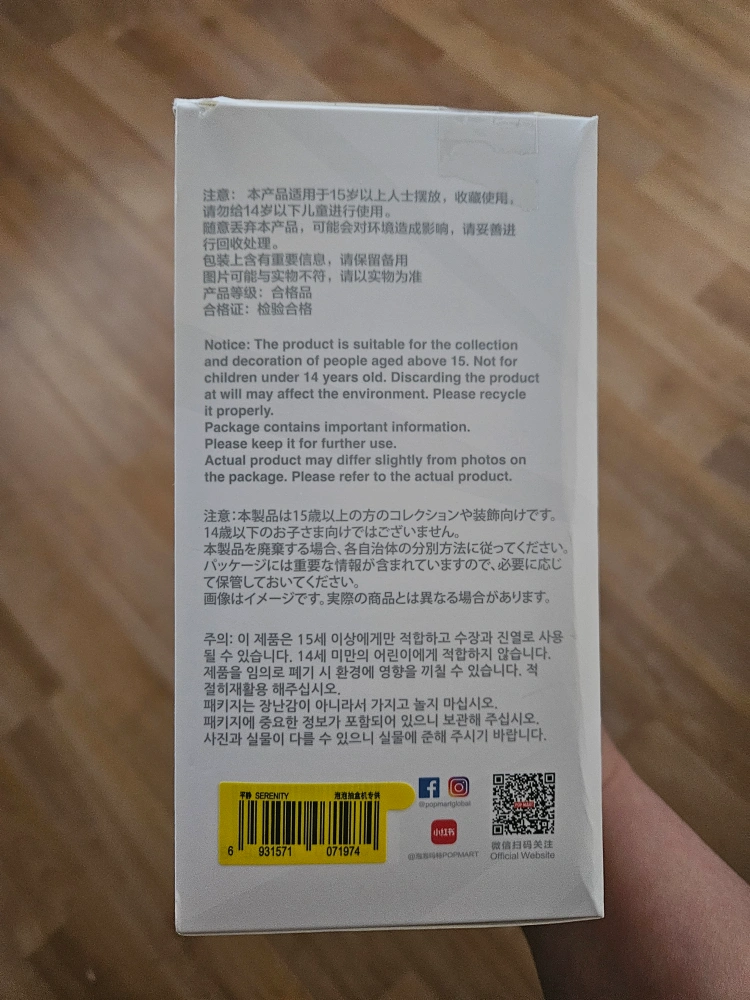 注意： 本产品适用于15岁以上人士摆放，收藏使用。
请勿给14岁以下儿童进行使用。
随意丢弃本产品，可能会对环境造成影响，请妥善进
行回收处理。
包装上含有重要信息，请保留备用
图片可能与实物不符，请以实物为准
产品等级：合格品
合格证：检验合格
Notice: The product is suitable for the collection
and decoration of people aged above 15. Not for
children under 14 years old. Discarding the product
at will may affect the environment. Please recycle
it properly.
Package contains important information.
Please keep it for further use.
Actual product may differ slightly from photos on
the package. Please refer to the actual product.
注意：本製品は15歳以上の方のコレクションや装飾向けです。
14歳以下のお子さま向けではございません。
本製品を廃棄する場合、各自治体の分別方法に従ってください。
パッケージには重要な情報が含まれていますので、必要に応じ
て保管しておいてください。
画像はイメージです。実際の商品とは異なる場合があります。
주의: 이 제품은 15세 이상에게만 적합하고 수장과 진열로 사용
될 수 있습니다. 14세 미만의 어린이에게 적합하지 않습니다.
제품을 임의로 폐기 시 환경에 영향을 끼칠 수 있습니다. 적
절히재활용 해주십시오.
패키지는 장난감이 아니라서 가지고 놀지 마십시오.
패키지에 중요한 정보가 포함되어 있으니 보관해 주십시오.
사진과 실물이 다를 수 있으니 실물에 준해 주시기 바랍니다.
平静 SERENITY 泡泡抽盒机专供
6 931571 071974
@popmartglobal
小红书
@泡泡玛特POPMART
POP MART
微信扫码关注
Official Website